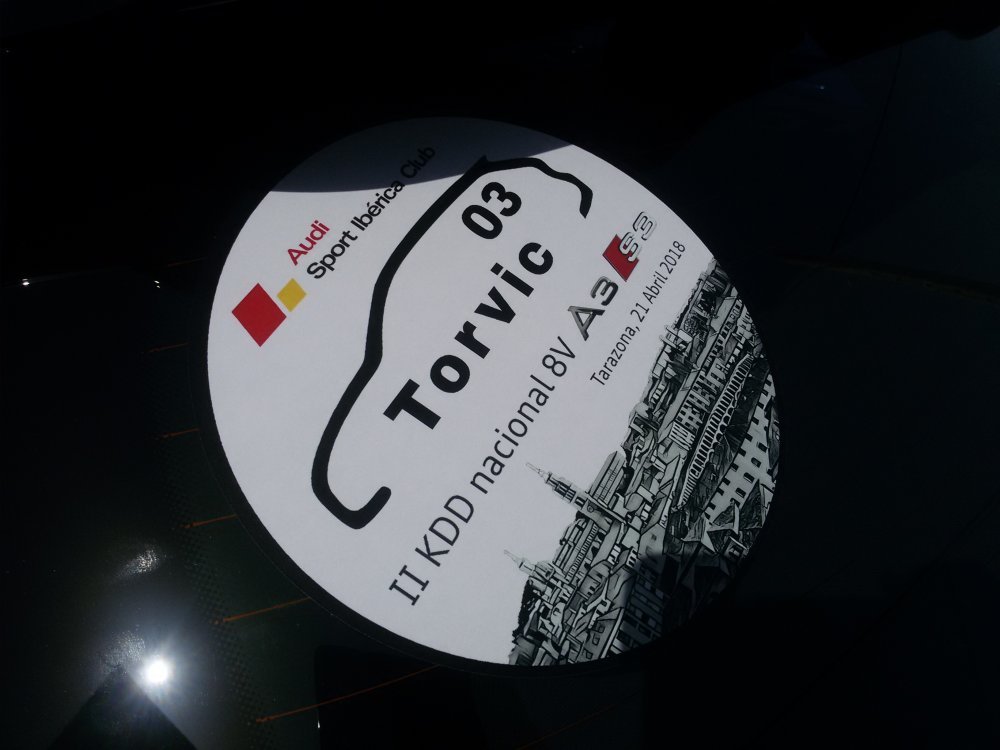 Audi
Sport Ibérica Club
03
Torvic
II KDD nacional 8V A3 S3
Tarazona, 21 Abril 2018